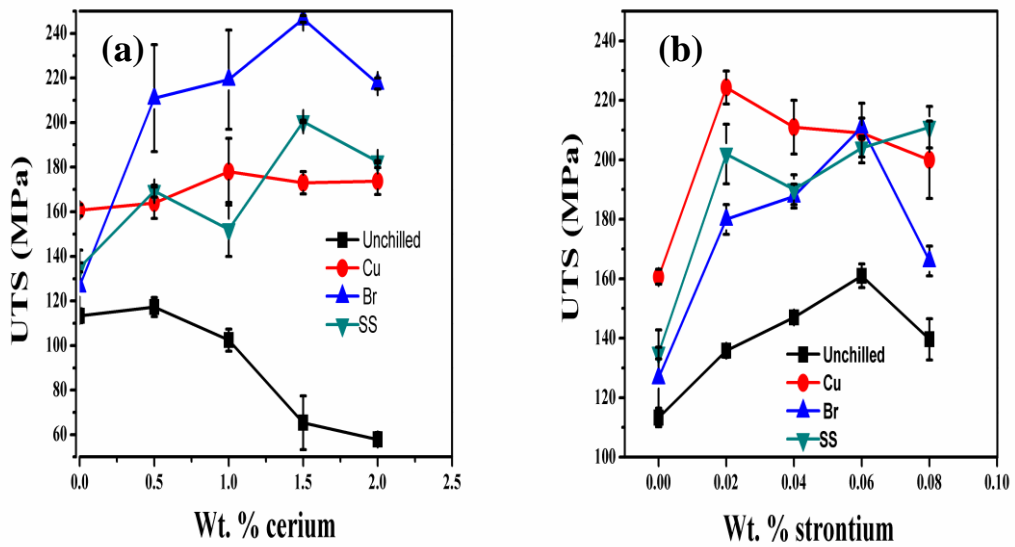 (a)
UTS (MPa)
240
220
200
180
160
140
120
100
80
60
0.0 0.5 1.0 1.5 2.0 2.5
Wt. % cerium
Unchilled
Cu
Br
SS
(b)
UTS (MPa)
240
220
200
180
160
140
120
100
0.00 0.02 0.04 0.06 0.08 0.10
Wt. % strontium
Unchilled
Cu
Br
SS